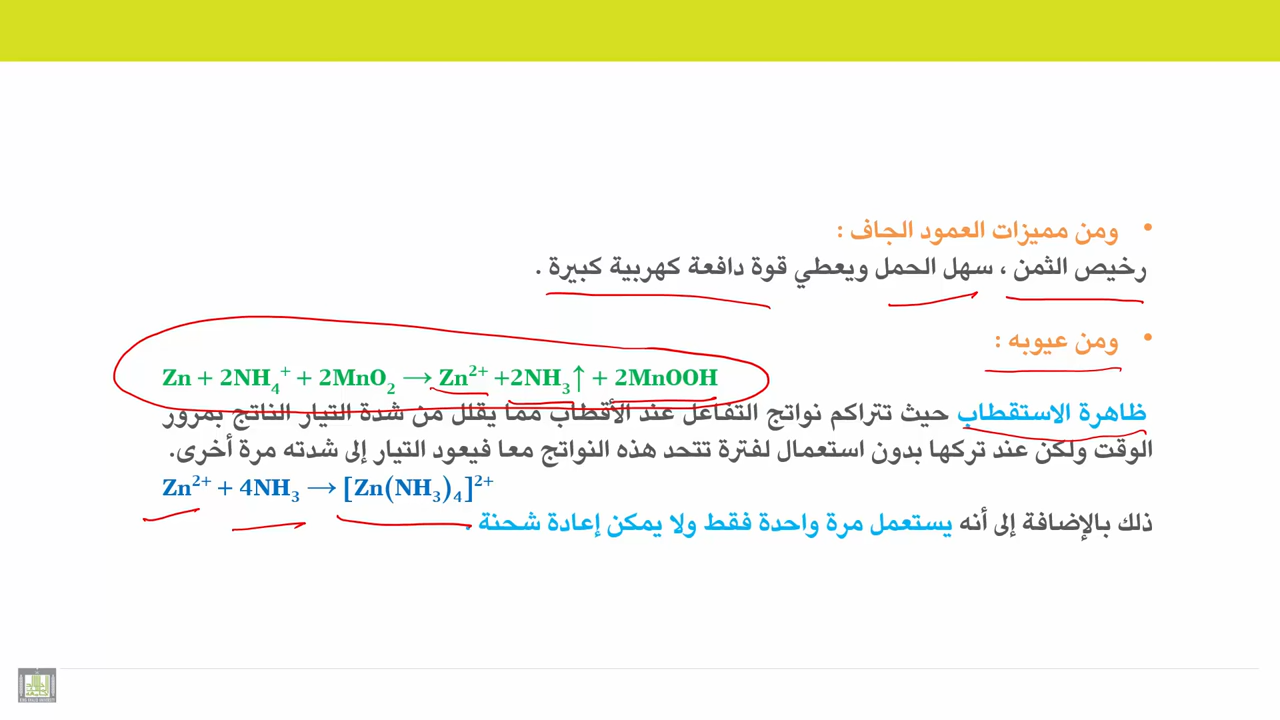 • ومن مميزات العمود الجاف :
رخيص الثمن ، سهل الحمل ويعطي قوة دافعة كهربية كبيرة .
• ومن عيوبه :
Zn + 2NH₄⁺ + 2MnO₂ ⟶ Zn²⁺ +2NH₃↑ + 2MnOOH
ظاهرة الاستقطاب حيث تتراكم نواتج التفاعل عند الأقطاب مما يقلل من شدة التيار الناتج بمرور
الوقت ولكن عند تركها بدون استعمال لفترة تتحد هذه النواتج معا فيعود التيار إلى شدته مرة أخرى.
Zn²⁺ + 4NH₃ ⟶ [Zn(NH₃)₄]²⁺
ذلك بالإضافة إلى أنه يستعمل مرة واحدة فقط ولا يمكن إعادة شحنة .